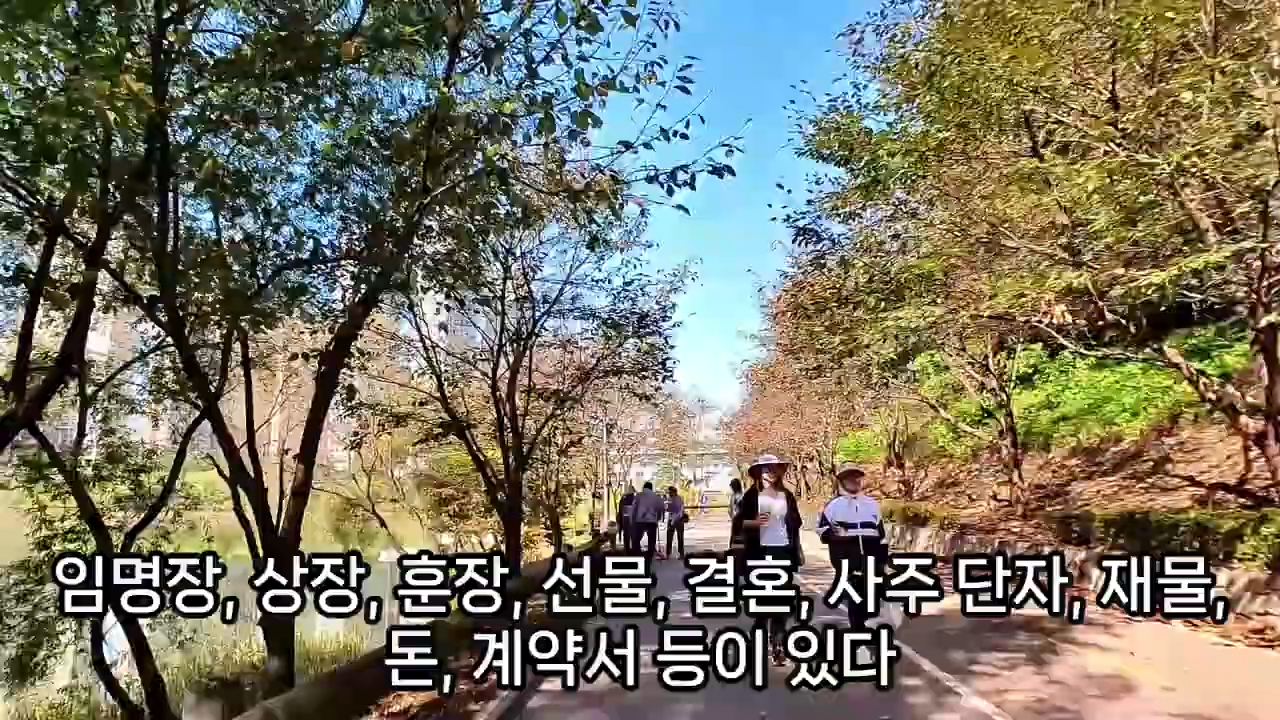 임명장, 상장, 훈장, 선물, 결혼, 사주 단자, 재물,
돈, 계약서 등이 있다